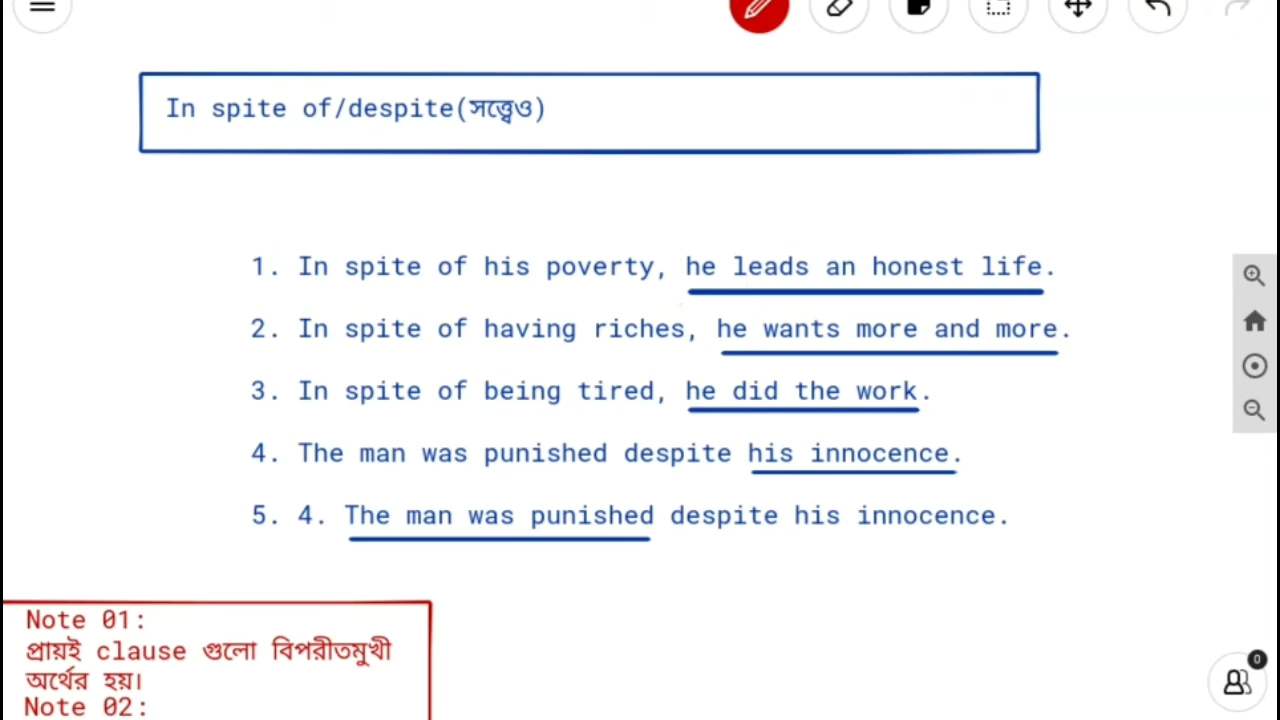 In spite of/despite(সত্ত্বেও)
1. In spite of his poverty, he leads an honest life.
2. In spite of having riches, he wants more and more.
3. In spite of being tired, he did the work.
4. The man was punished despite his innocence.
5. 4. The man was punished despite his innocence.
Note 01:
প্রায়ই clause গুলো বিপরীতমুখী
অর্থের হয়।
Note 02:
0